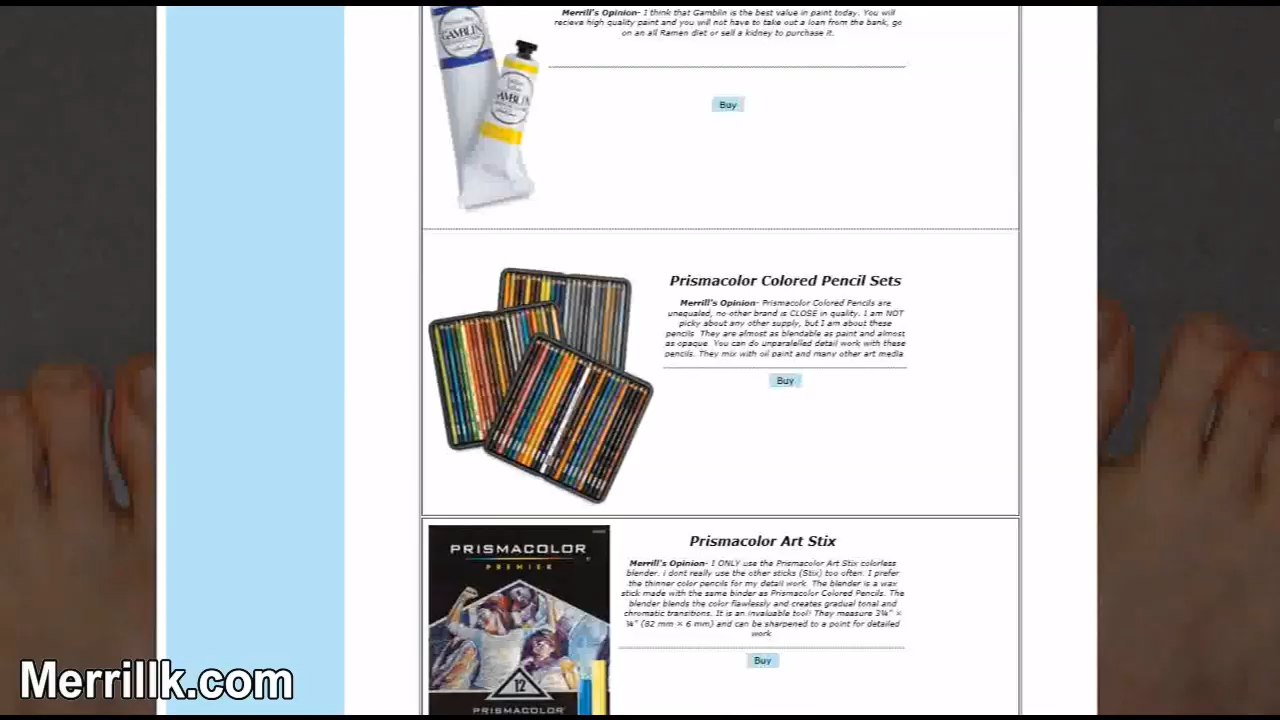 Merrill's Opinion- I think that Gamblin is the best value in paint today. You will
recieve high quality paint and you will not have to take out a loan from the bank, go
on an all Ramen diet or sell a kidney to purchase it.
GAMBLIN
GAMBLIN
Buy
Prismacolor Colored Pencil Sets
Merrill's Opinion- Prismacolor Colored Pencils are
unequaled, no other brand is CLOSE in quality. I am NOT
picky about any other supply, but I am about these
pencils. They are almost as blendable as paint and almost
as opaque. You can do unparalelled detail work with these
pencils. They mix with oil paint and many other art media.
Buy
PRISMACOLOR
PREMIER
12
PRISMACOLOR
Prismacolor Art Stix
Merrill's Opinion- I ONLY use the Prismacolor Art Stix colorless
blender. i dont really use the other sticks (Stix) too often. I prefer
the thinner color pencils for my detail work. The blender is a wax
stick made with the same binder as Prismacolor Colored Pencils. The
blender blends the color flawlessly and creates gradual tonal and
chromatic transitions. It is an invaluable tool! They measure 3¼" ×
¼" (82 mm × 6 mm) and can be sharpened to a point for detailed
work.
Buy
Merrillk.com